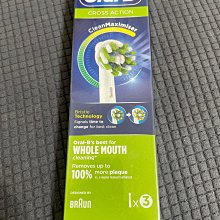 Oral-B
CROSS ACTION
CleanMaximiser
Bristle
Technology
Signals time to
change for best clean
Oral-B's best for
WHOLE MOUTH
cleaning*
Removes up to
100% more plaque
DESIGNED BY
BRAUN
1x3